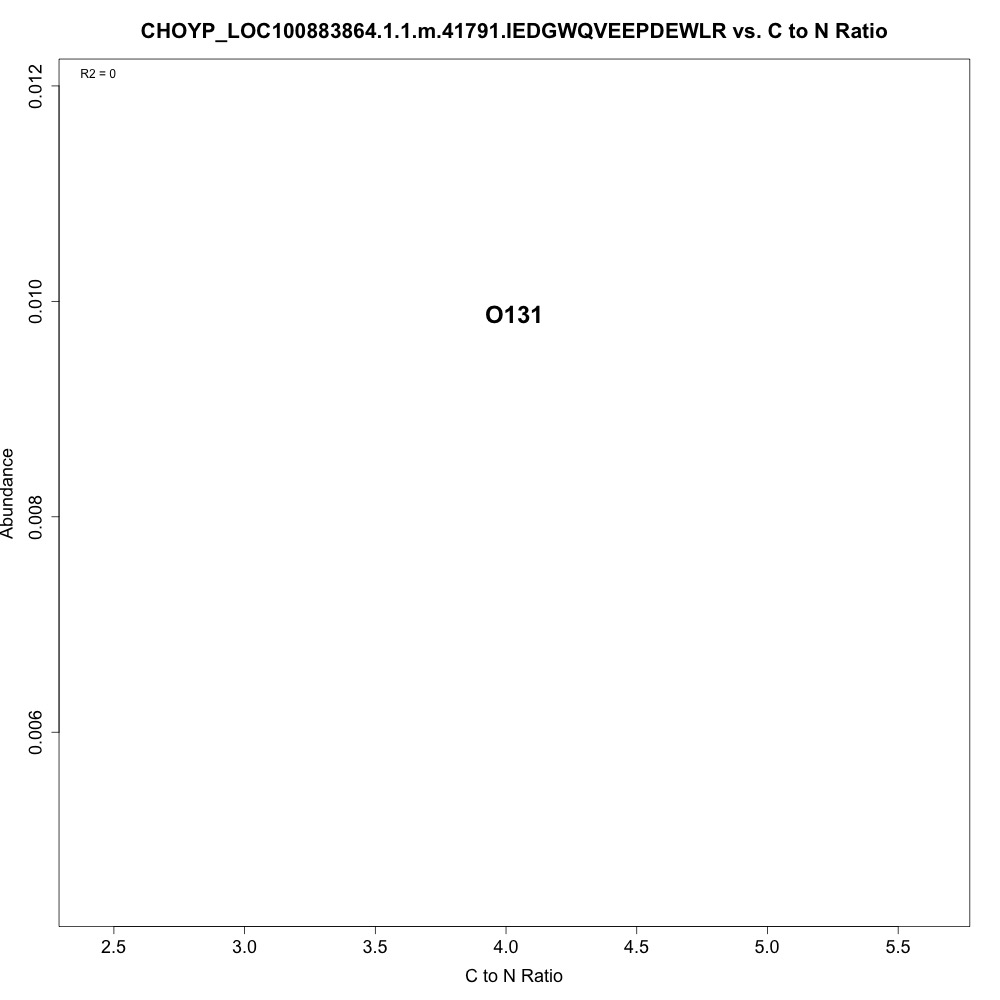 CHOYP_LOC100883864.1.1.m.41791.IEDGWQVEEPDEWLR vs. C to N Ratio
R2 = 0
0.012
0.010
0.008
0.006
Abundance
O131
2.5 3.0 3.5 4.0 4.5 5.0 5.5
C to N Ratio